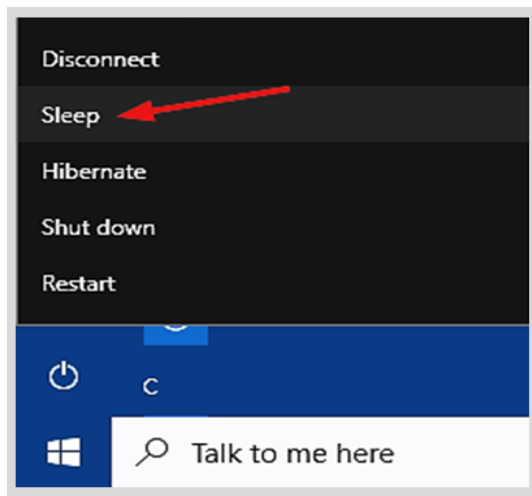 Disconnect
Sleep
Hibernate
Shut down
Restart
C
Talk to me here